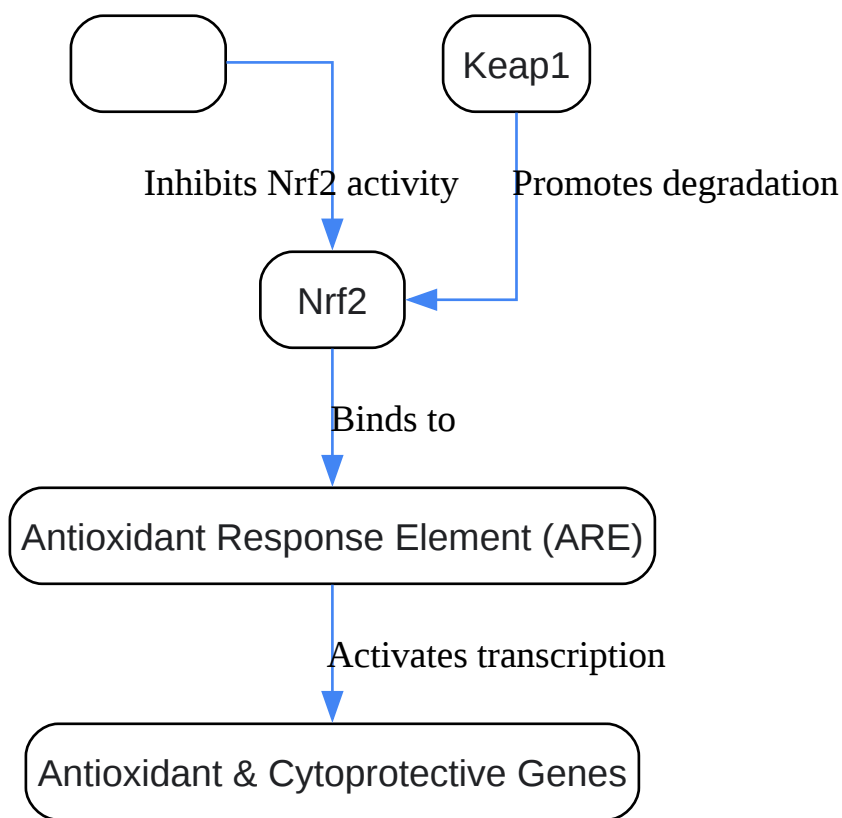 Keap1
Inhibits Nrf2 activity
Promotes degradation
Nrf2
Binds to
Antioxidant Response Element (ARE)
Activates transcription
Antioxidant & Cytoprotective Genes